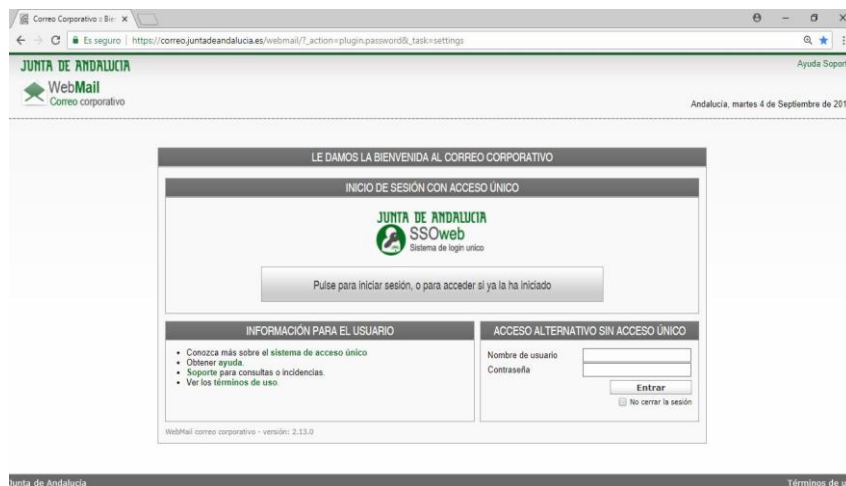 Correo Corporativo :: Bie
Es seguro | https://correo.juntadeandalucia.es/webmail/?_action=plugin.password&_task=settings
JUNTA DE ANDALUCIA
Ayuda Sopor
WebMail
Correo corporativo
Andalucía, martes 4 de Septiembre de 201
LE DAMOS LA BIENVENIDA AL CORREO CORPORATIVO
INICIO DE SESIÓN CON ACCESO ÚNICO
JUNTA DE ANDALUCIA
SSOweb
Sistema de login unico
Pulse para iniciar sesión, o para acceder si ya la ha iniciado
INFORMACIÓN PARA EL USUARIO
• Conozca más sobre el sistema de acceso único
• Obtener ayuda.
• Soporte para consultas o incidencias.
• Ver los términos de uso.
ACCESO ALTERNATIVO SIN ACCESO ÚNICO
Nombre de usuario
Contraseña
Entrar
No cerrar la sesión
WebMail correo corporativo - versión: 2.13.0
Junta de Andalucía
Términos de u